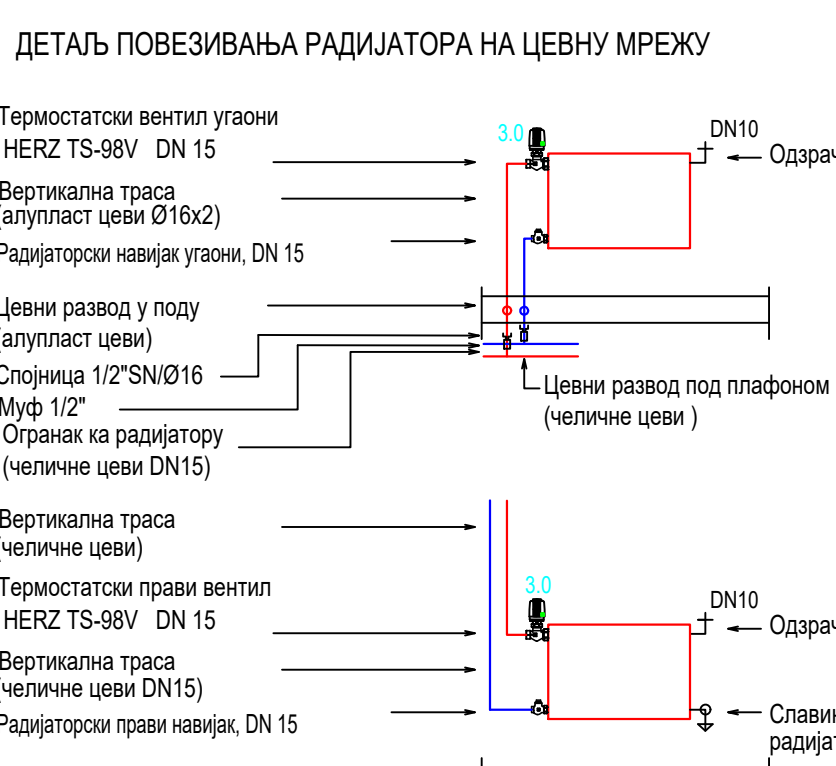 ДЕТАЉ ПОВЕЗИВАЊА РАДИЈАТОРА НА ЦЕВНУ МРЕЖУ
Термостатски вентил угаони
HERZ TS-98V DN 15
3.0
DN10
Вертикална траса
(алупласт цеви Ø16x2)
Радијаторски навијак угаони, DN 15
Цевни развод у поду
(алупласт цеви)
Спојница 1/2"SN/Ø16
Муф 1/2"
Огранак ка радијатору
(челичне цеви DN15)
Цевни развод под плафоном
(челичне цеви )
Вертикална траса
(челичне цеви)
Термостатски прави вентил
HERZ TS-98V DN 15
3.0
DN10
Вертикална траса
(челичне цеви DN15)
Радијаторски прави навијак, DN 15